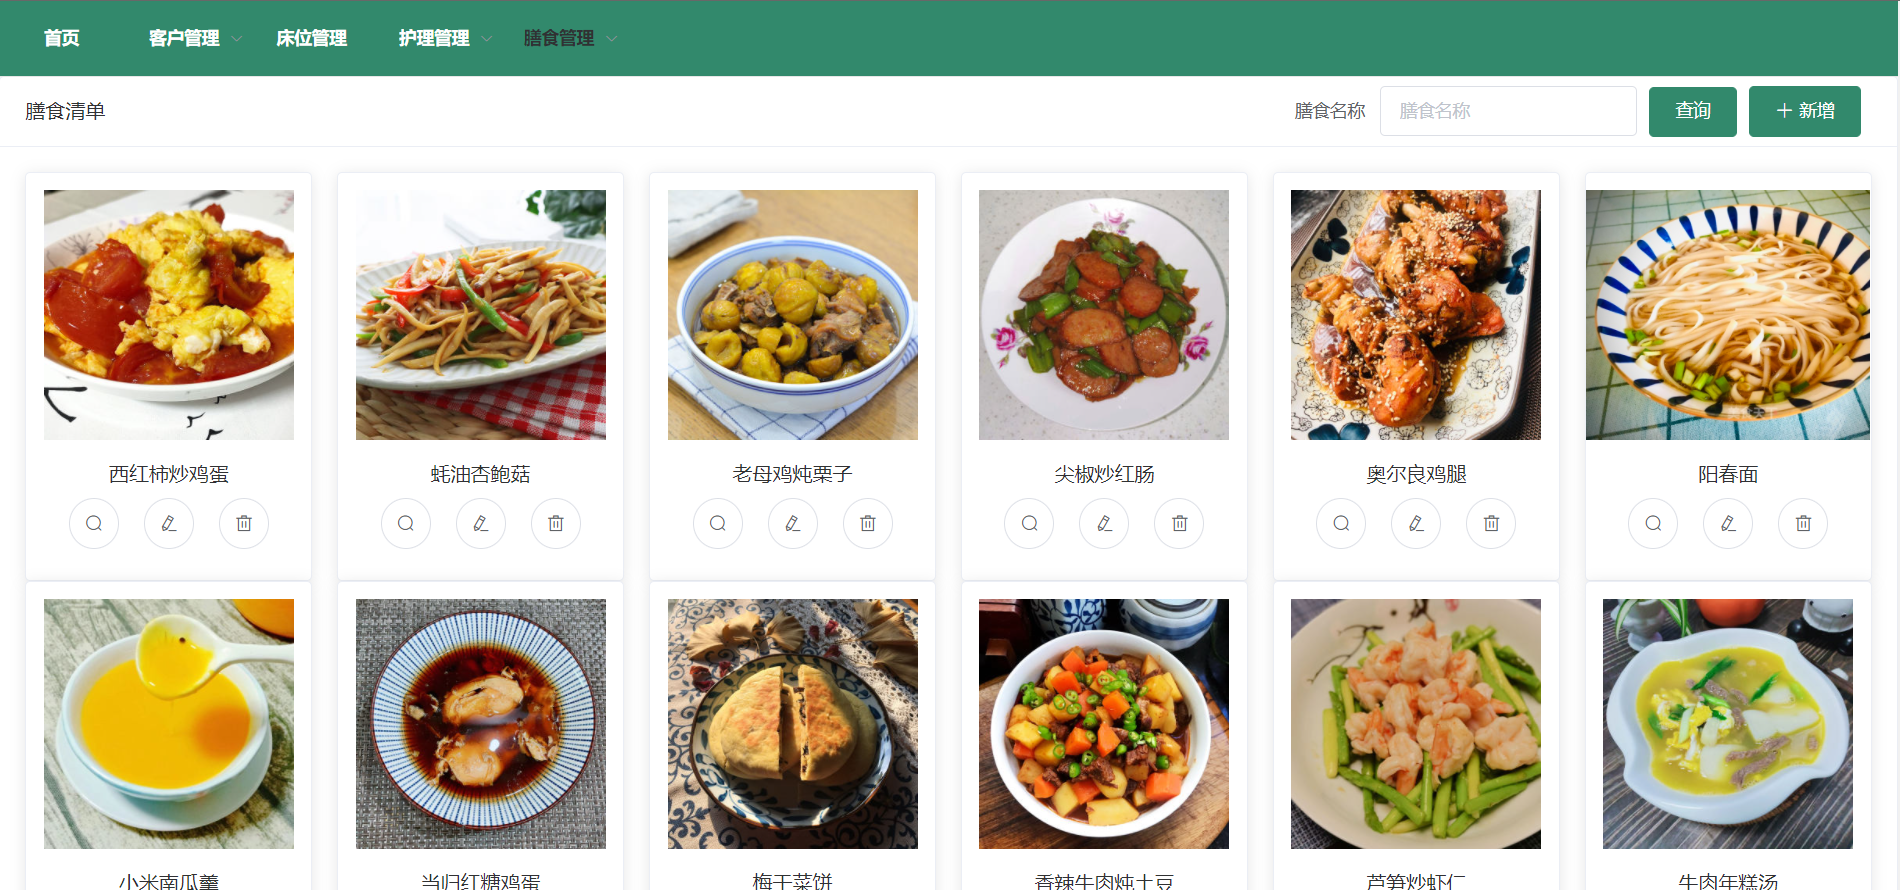 首页 客户管理 床位管理 护理管理 膳食管理
膳食清单 膳食名称 膳食名称 查询 新增
西红柿炒鸡蛋 蚝油杏鲍菇 老母鸡炖栗子 尖椒炒红肠 奥尔良鸡腿 阳春面
小米南瓜羹 当归红糖鸡蛋 梅干菜饼 香辣牛肉炖土豆 芦笋炒虾仁 牛肉年糕汤